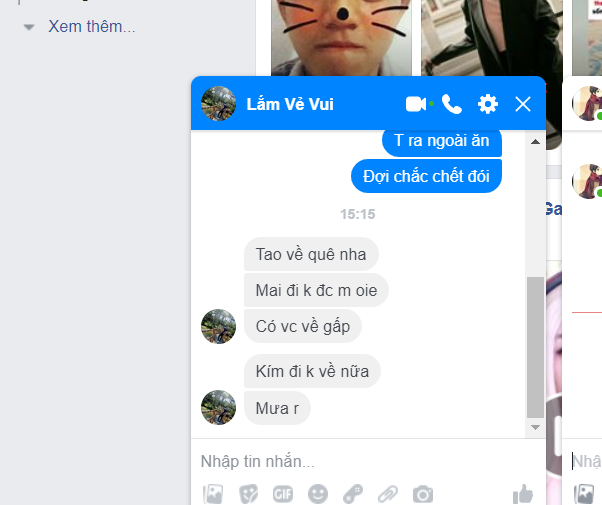 Xem thêm...
Lắm Vẻ Vui
T ra ngoài ăn
Đợi chắc chết đói
15:15
Tao về quê nha
Mai đi k đc m oie
Có vc về gấp
Kím đi k về nữa
Mưa r
Nhập tin nhắn...
GIF
Ga
Nhậ